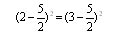 (2-5/2)² = (3-5/2)²